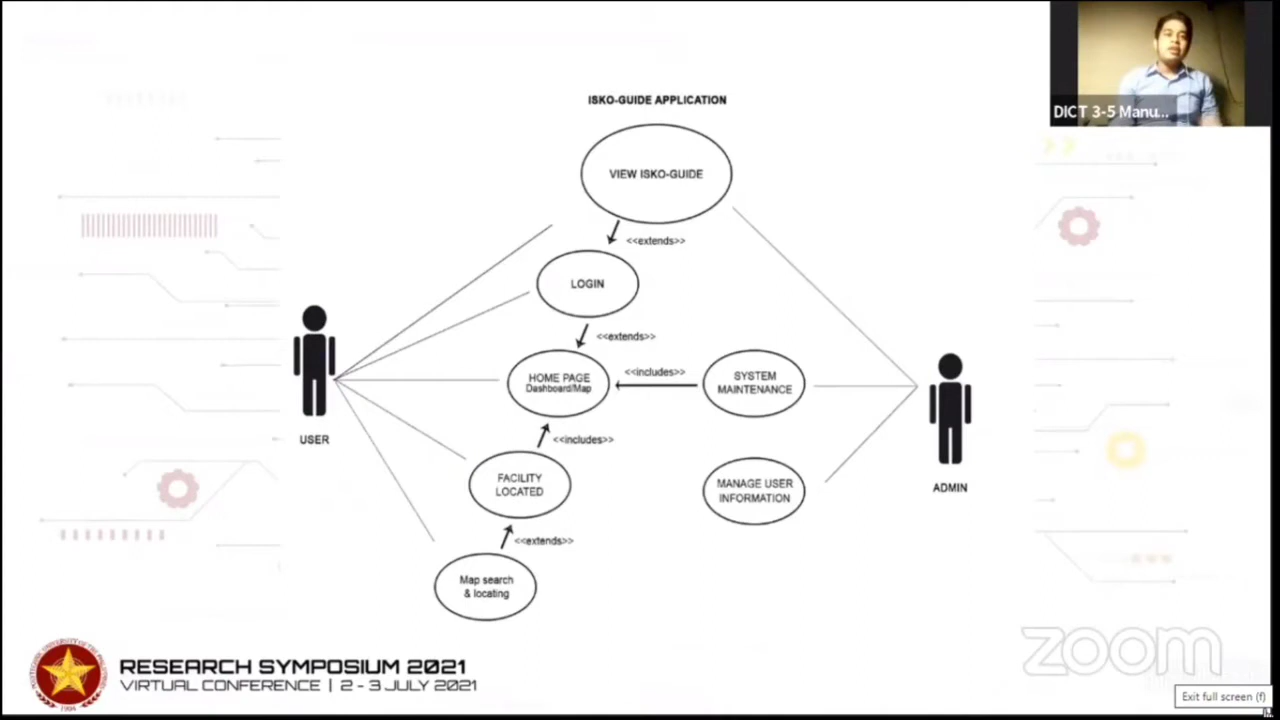 ISKO-GUIDE APPLICATION
DICT 3-5 Manu...
VIEW ISKO-GUIDE
<<extends>>
LOGIN
<<extends>>
HOME PAGE
Dashboard/Map
<<includes>>
SYSTEM
MAINTENANCE
USER
<<includes>>
FACILITY
LOCATED
MANAGE USER
INFORMATION
ADMIN
<<extends>>
Map search
& locating
RESEARCH SYMPOSIUM 2021
VIRTUAL CONFERENCE | 2 - 3 JULY 2021
zoom
Exit full screen (f)